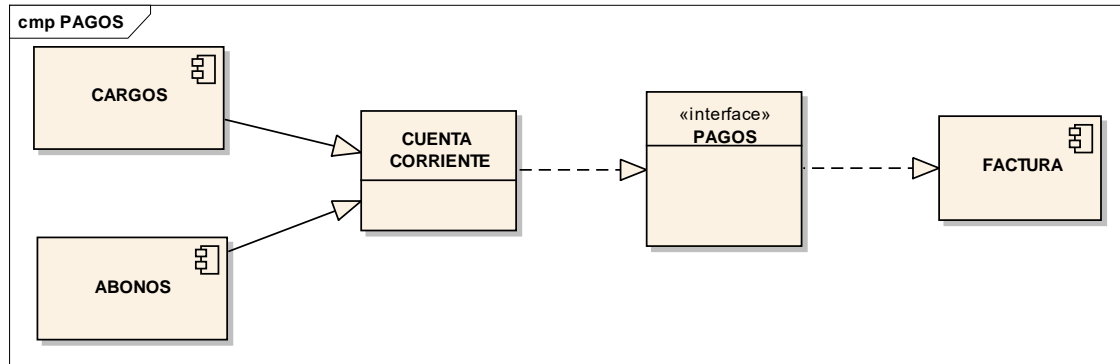 cmp PAGOS
CARGOS
ABONOS
CUENTA
CORRIENTE
«interface»
PAGOS
FACTURA